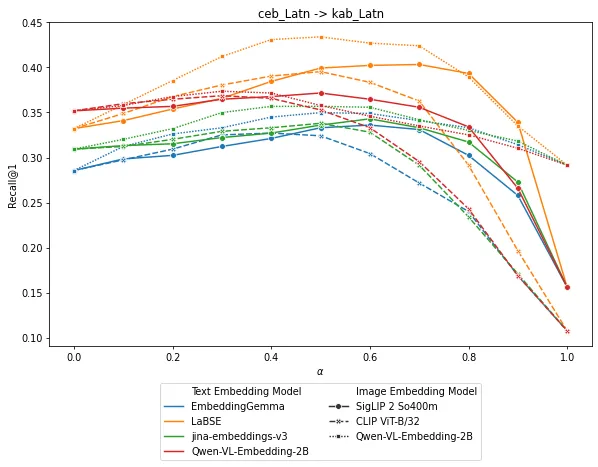 ceb_Latn -> kab_Latn
0.45
0.40
0.35
0.30
0.25
0.20
0.15
0.10
Recall@1
0.0 0.2 0.4 0.6 0.8 1.0
α
Text Embedding Model
EmbeddingGemma
LaBSE
jina-embeddings-v3
Qwen-VL-Embedding-2B
Image Embedding Model
SigLIP 2 So400m
CLIP ViT-B/32
Qwen-VL-Embedding-2B